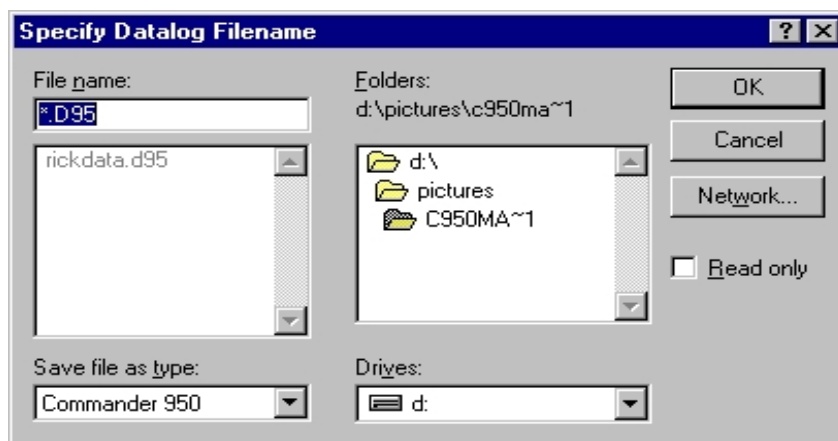 Specify Datalog Filename
File name:
*.D95
rickdata.d95
Save file as type:
Commander 950
Folders:
d:\pictures\c950ma~1
d:\
pictures
C950MA~1
Drives:
d:
OK
Cancel
Network...
Read only